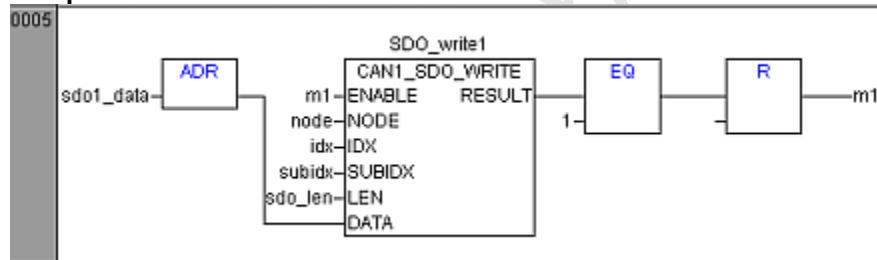 0005
SDO_write1
ADR CAN1_SDO_WRITE EQ R
sdo1_data m1 ENABLE RESULT m1
node NODE 1
idx IDX
subidx SUBIDX
sdo_len LEN
DATA